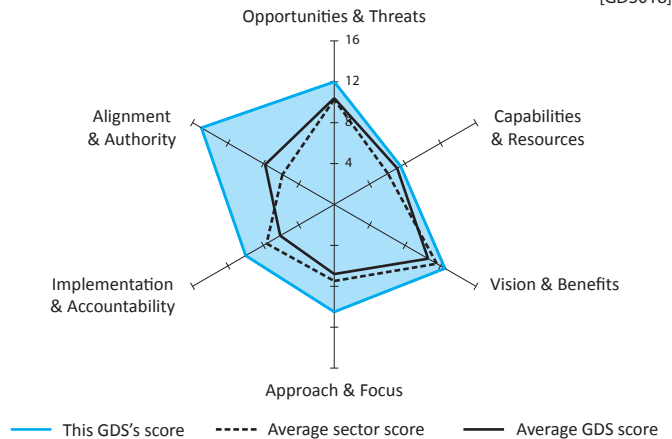 Opportunities & Threats
16
12
8
4
Alignment
& Authority
Capabilities
& Resources
Implementation
& Accountability
Vision & Benefits
Approach & Focus
This GDS's score
Average sector score
Average GDS score